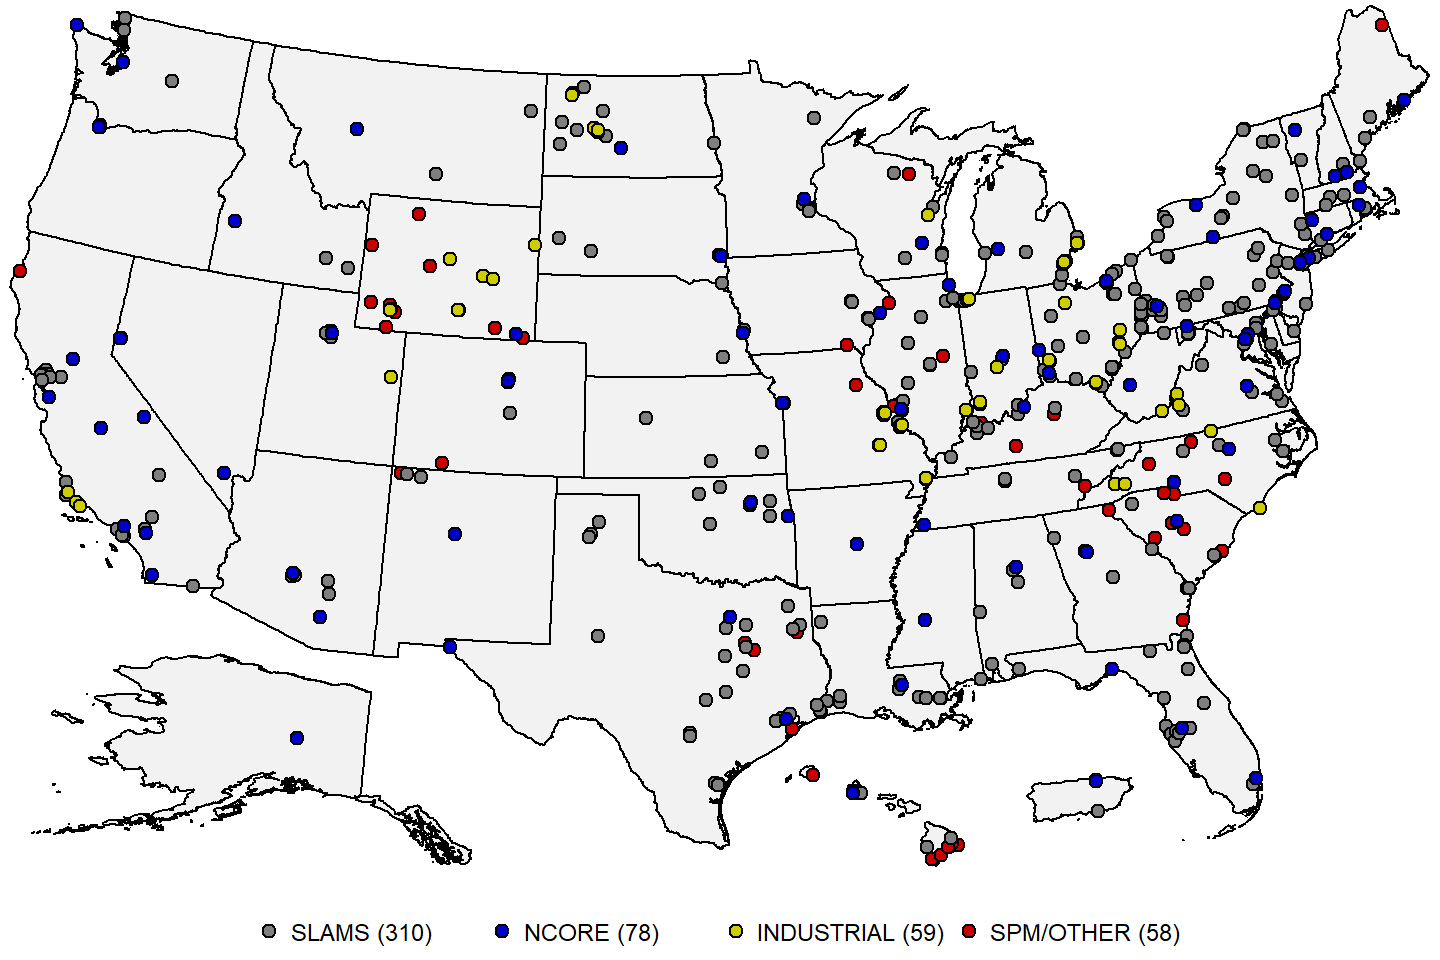 SLAMS (310) NCORE (78) INDUSTRIAL (59) SPM/OTHER (58)